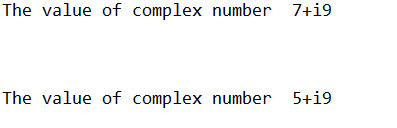 The value of complex number  7+i9
The value of complex number  5+i9